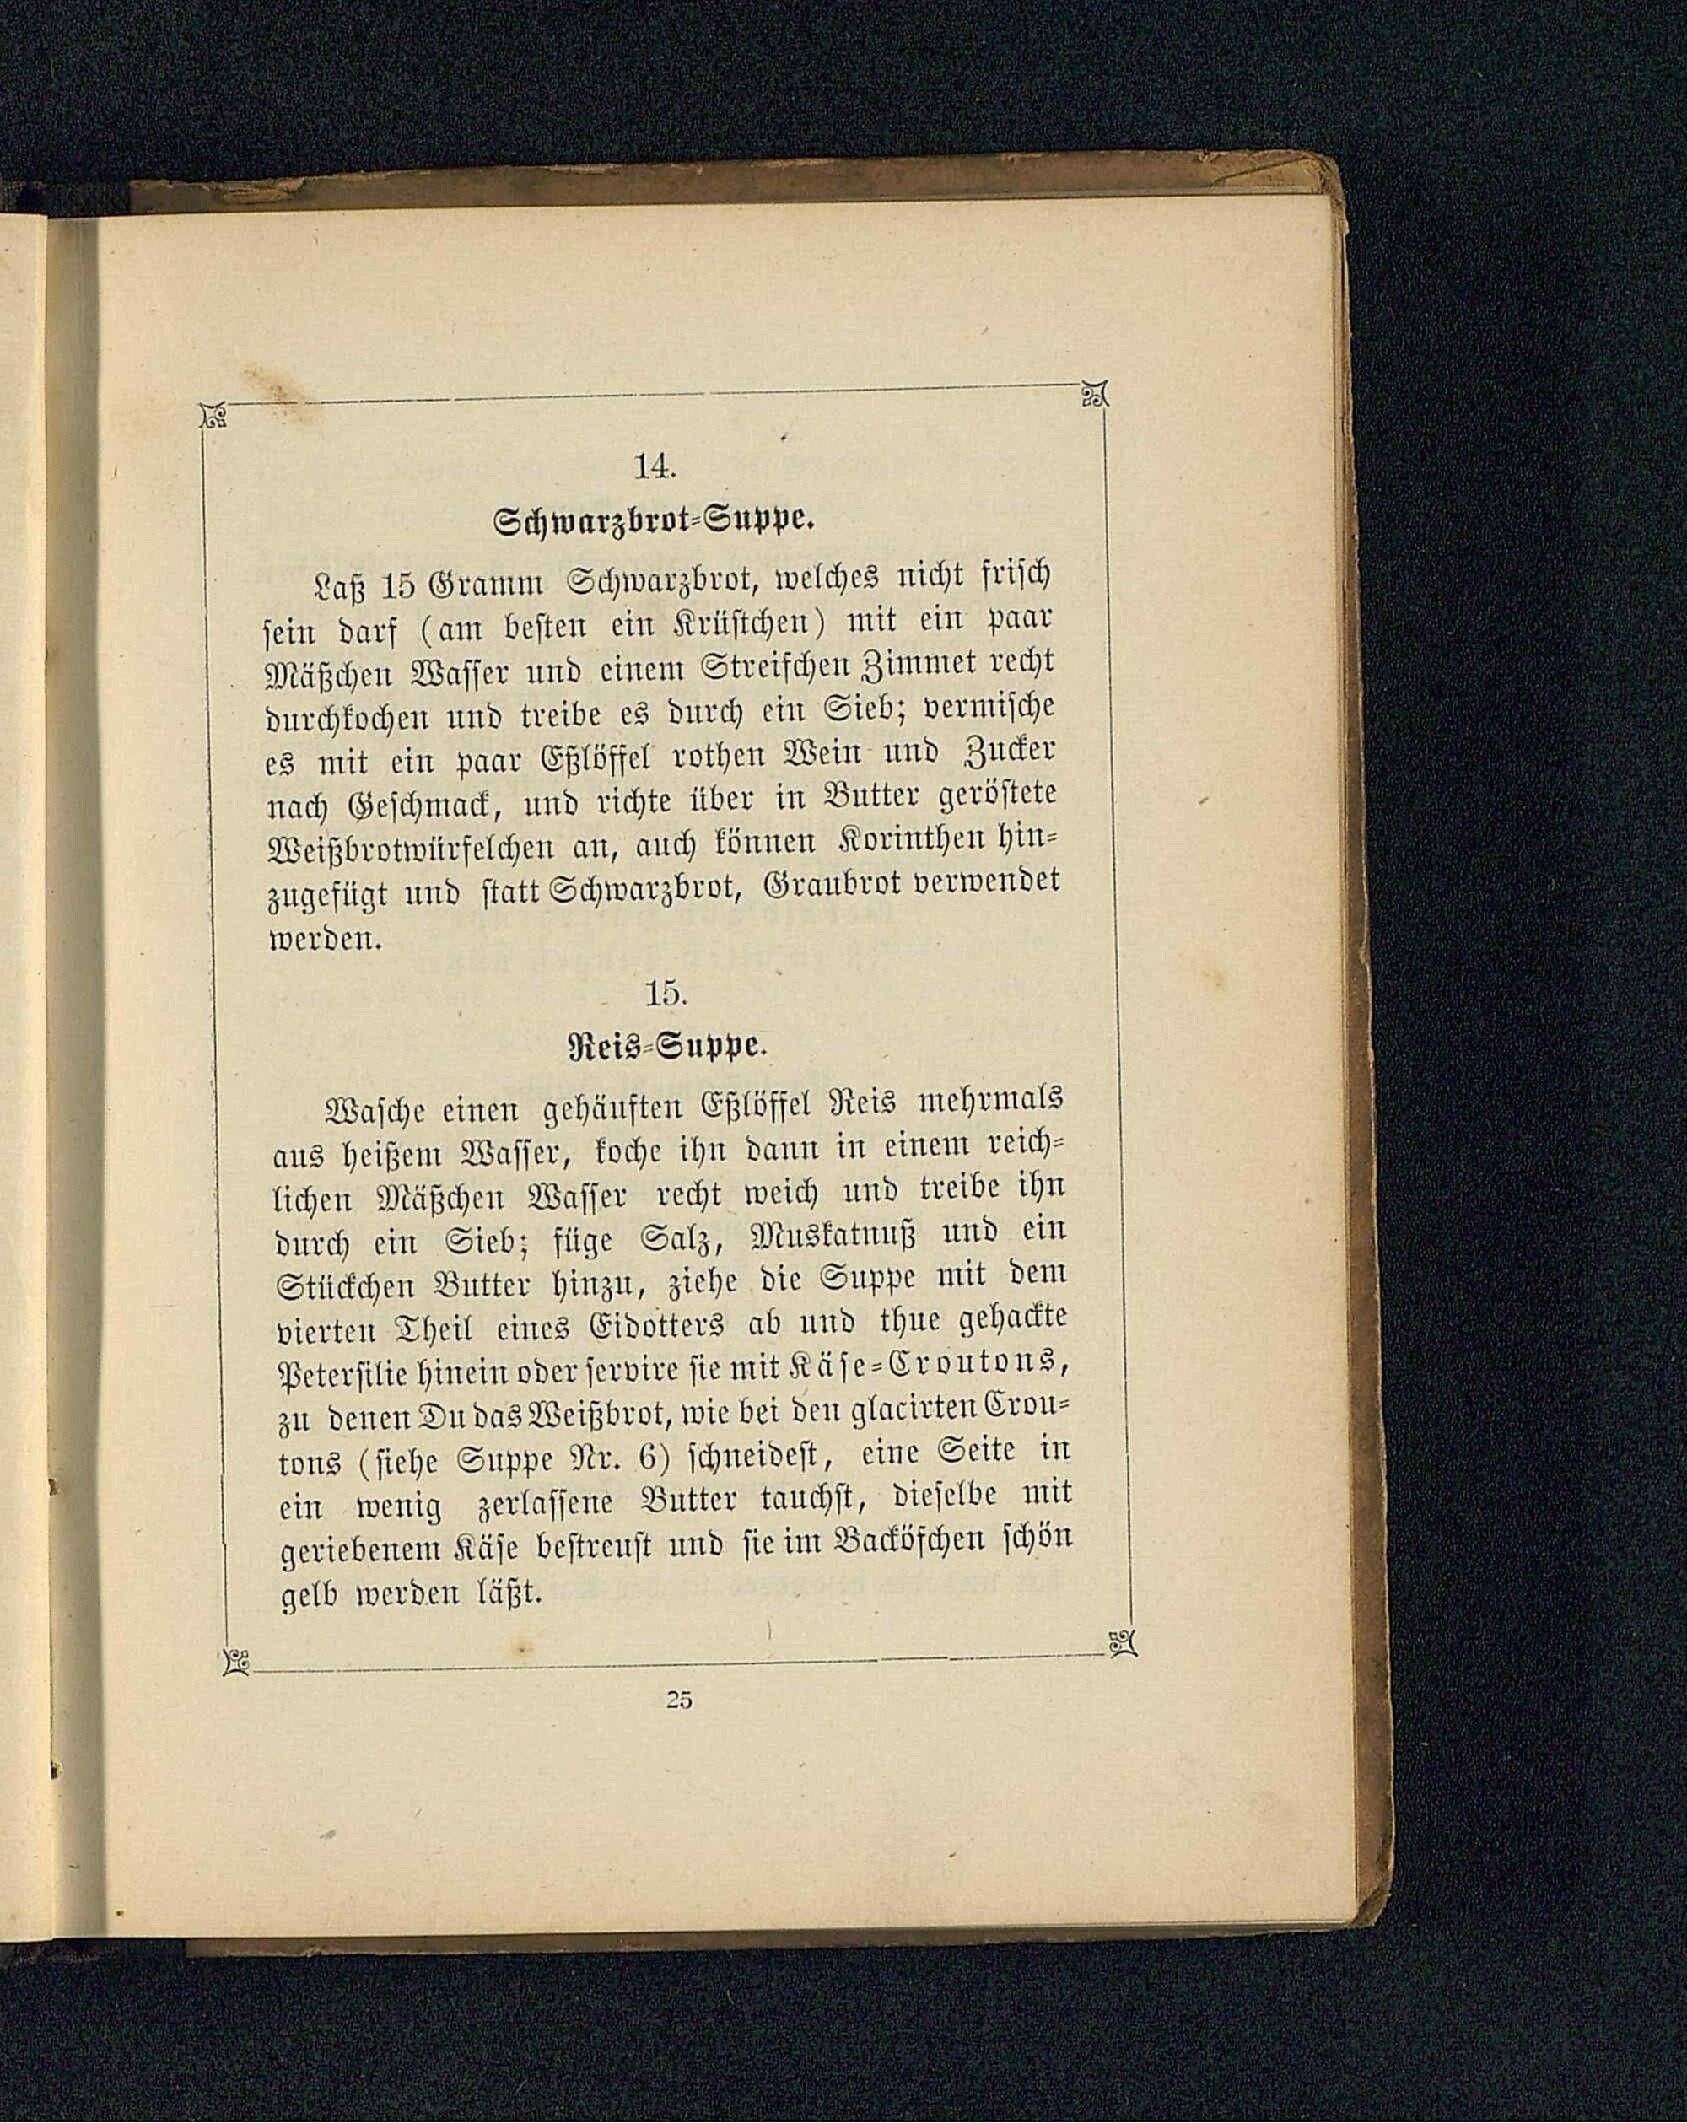 14.
Schwarzbrot-Suppe.
Laß 15 Gramm Schwarzbrot, welches nicht frisch
sein darf (am besten ein Krüstchen) mit ein paar
Mäßchen Wasser und einem Streifchen Zimmet recht
durchkochen und treibe es durch ein Sieb; vermische
es mit ein paar Eßlöffel rothen Wein und Zucker
nach Geschmack, und richte über in Butter geröstete
Weißbrotwürfelchen an, auch können Korinthen hin-
zugefügt und statt Schwarzbrot, Graubrot verwendet
werden.
15.
Reis-Suppe.
Wasche einen gehäuften Eßlöffel Reis mehrmals
aus heißem Wasser, koche ihn dann in einem reich-
lichen Mäßchen Wasser recht weich und treibe ihn
durch ein Sieb; füge Salz, Muskatnuß und ein
Stückchen Butter hinzu, ziehe die Suppe mit dem
vierten Theil eines Eidotters ab und thue gehackte
Petersilie hinein oder servire sie mit Käse-Croutons,
zu denen Du das Weißbrot, wie bei den glacirten Crou-
tons (siehe Suppe Nr. 6) schneidest, eine Seite in
ein wenig zerlassene Butter tauchst, dieselbe mit
geriebenem Käse bestreust und sie im Backöfchen schön
gelb werden läßt.
25